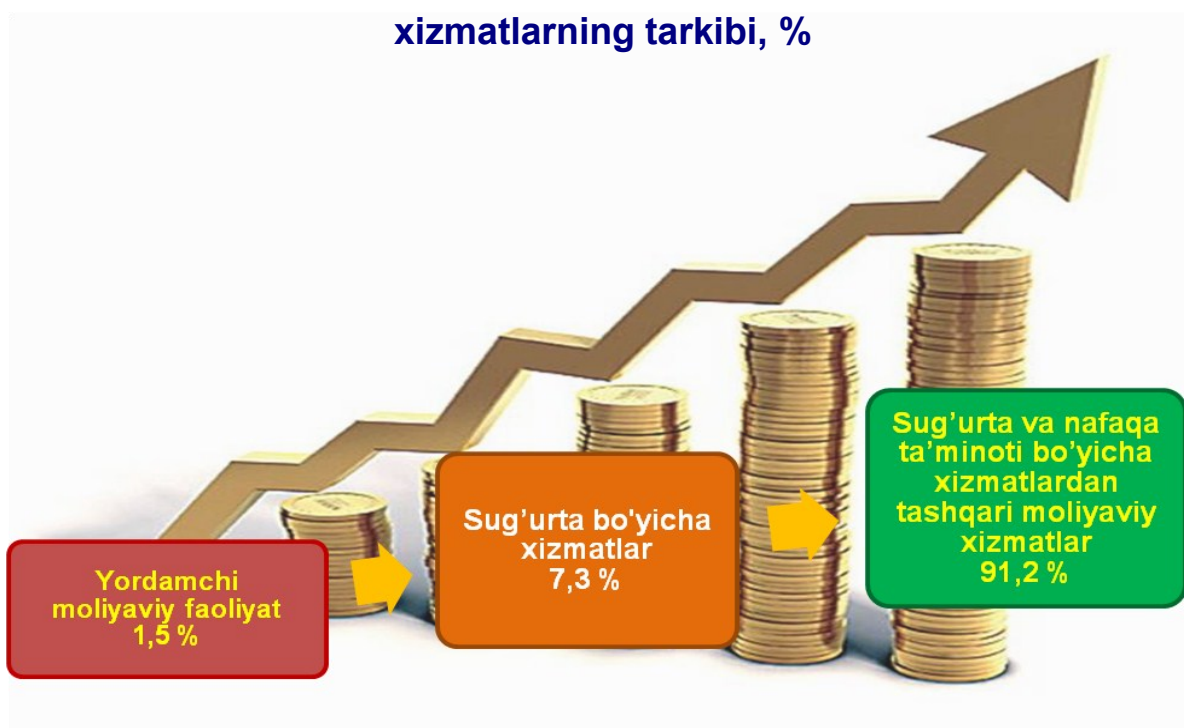 xizmatlarning tarkibi, %
Yordamchi
moliyaviy faoliyat
1,5 %
Sug’urta bo'yicha
xizmatlar
7,3 %
Sug’urta va nafaqa
ta’minoti bo’yicha
xizmatlardan
tashqari moliyaviy
xizmatlar
91,2 %